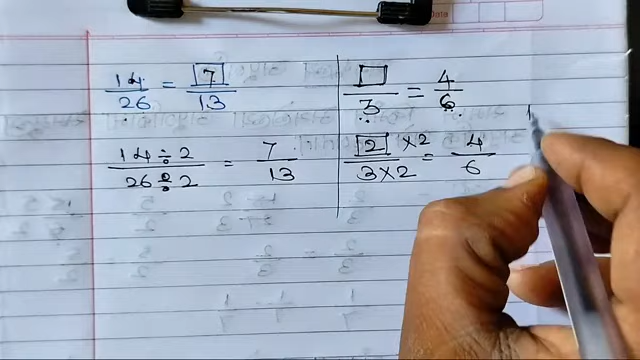 14/26 = 7/13
□/3 = 4/6
14÷2/26÷2 = 7/13
2×2/3×2 = 4/6